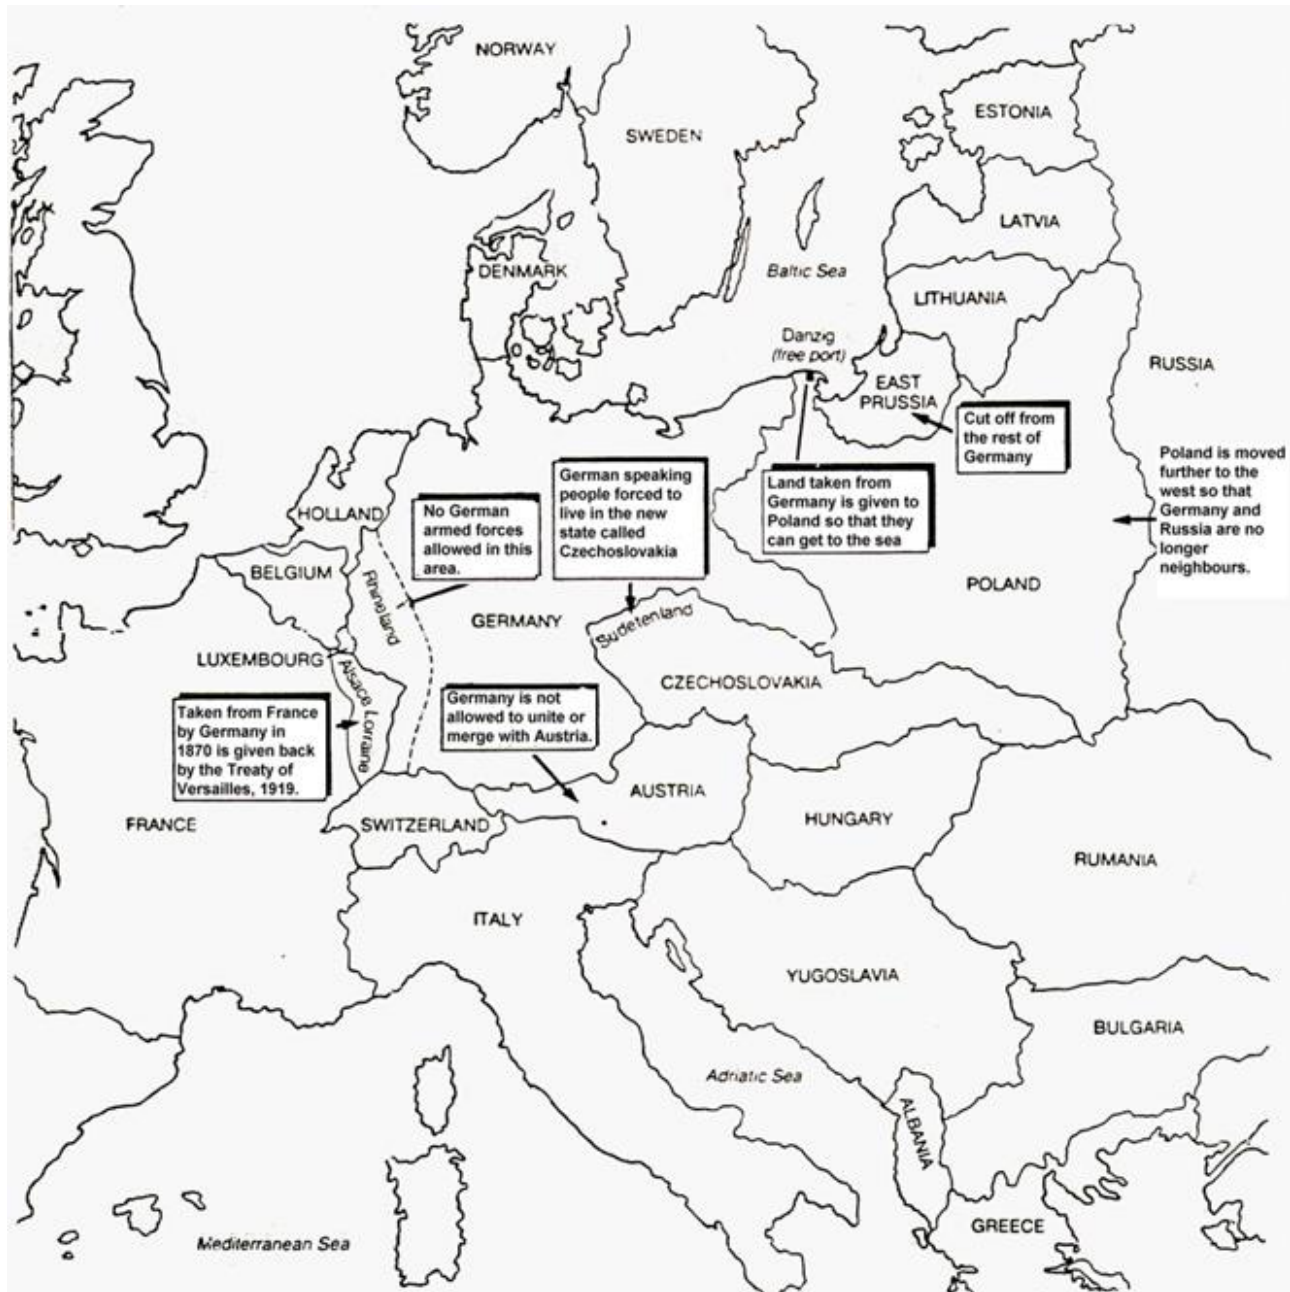 NORWAY
SWEDEN
ESTONIA
LATVIA
DENMARK
Baltic Sea
LITHUANIA
Danzig
(free port)
RUSSIA
EAST
PRUSSIA
Cut off from
the rest of
Germany
Poland is moved
further to the
west so that
Germany and
Russia are no
longer
neighbours.
German speaking
people forced to
live in the new
state called
Czechoslovakia
Land taken from
Germany is given to
Poland so that they
can get to the sea
No German
armed forces
allowed in this
area.
HOLLAND
BELGIUM
Rhineland
GERMANY
POLAND
Sudetenland
LUXEMBOURG
Alsace Lorraine
CZECHOSLOVAKIA
Germany is not
allowed to unite or
merge with Austria.
Taken from France
by Germany in
1870 is given back
by the Treaty of
Versailles, 1919.
AUSTRIA
FRANCE
SWITZERLAND
HUNGARY
RUMANIA
ITALY
YUGOSLAVIA
BULGARIA
Adriatic Sea
ALBANIA
GREECE
Mediterranean Sea